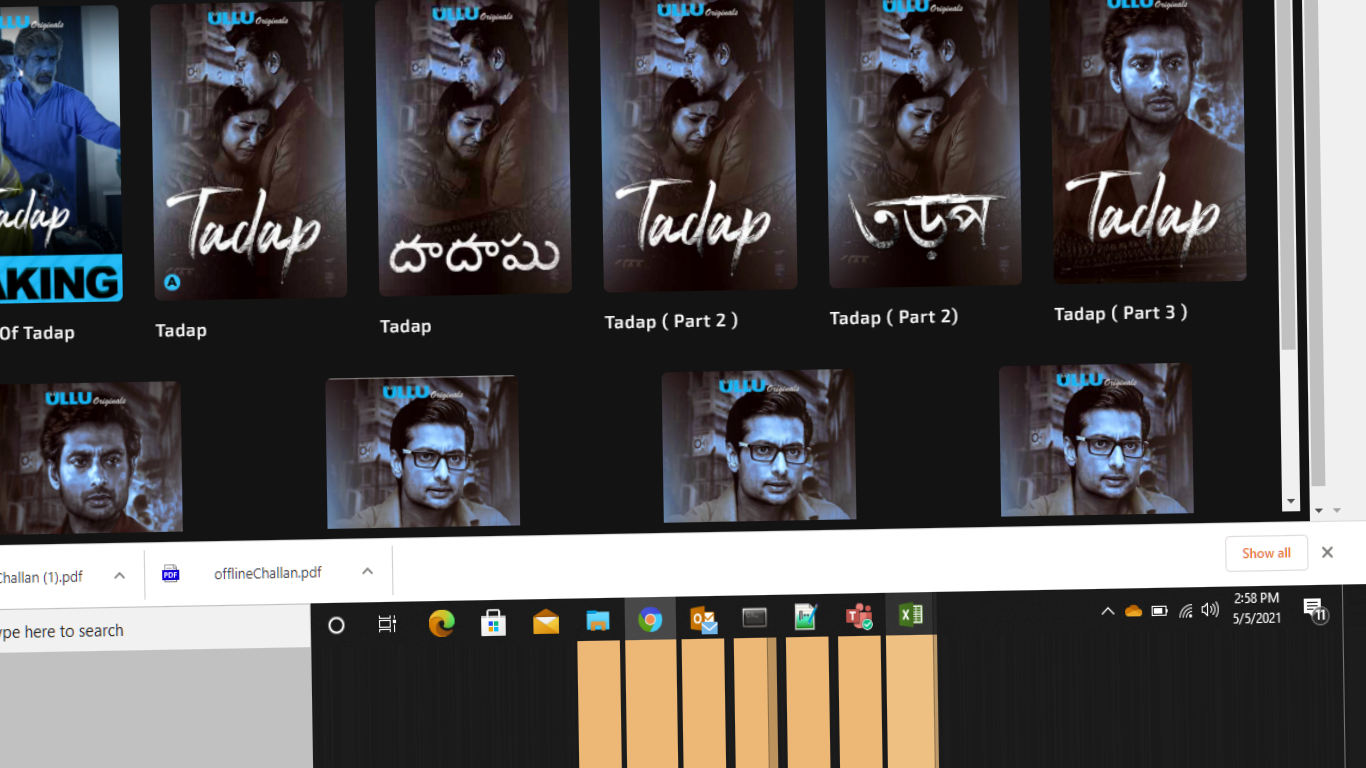 ULLU Originals
ULLU Originals
ULLU Originals
ULLU Originals
ULLU Originals
adap
Tadap
దాదాపు
Tadap
তড়প
Tadap
AKING
A
Of Tadap
Tadap
Tadap
Tadap ( Part 2 )
Tadap ( Part 2)
Tadap ( Part 3 )
ULLU Originals
ULLU Originals
ULLU Originals
ULLU Originals
Challan (1).pdf
PDF
offlineChallan.pdf
Show all
ype here to search
2:58 PM
5/5/2021
11